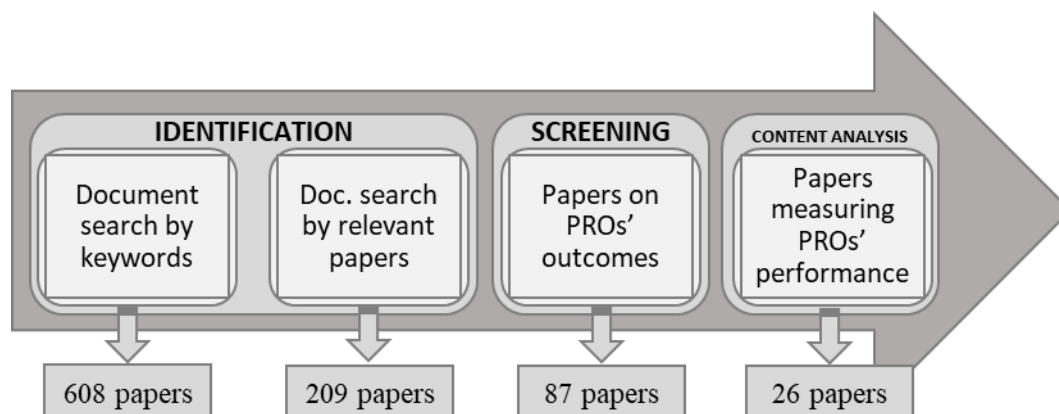 IDENTIFICATION
Document
search by
keywords
Doc. search
by relevant
papers
SCREENING
Papers on
PROs’
outcomes
CONTENT ANALYSIS
Papers
measuring
PROs’
performance
608 papers
209 papers
87 papers
26 papers